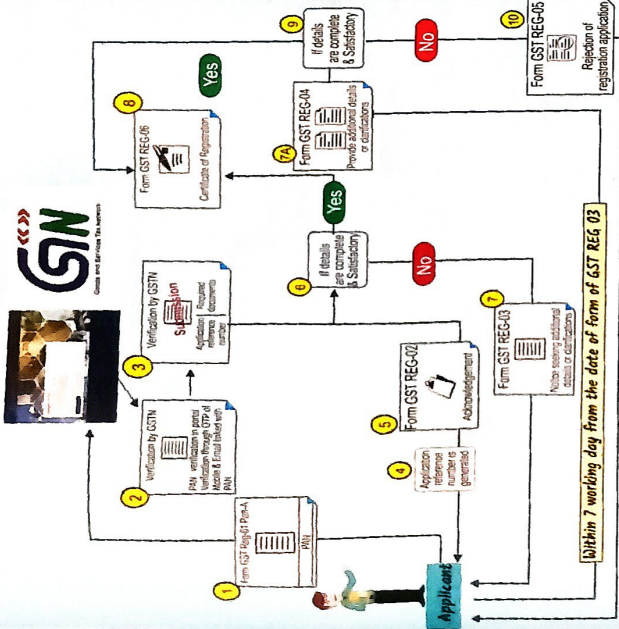 GSTN
Goods and Services Tax Network
1
Form GST Reg-01 Part-A
PAN
2
Verification by GSTN
PAN verification in portal
Verification through OTP of
Mobile & Email linked with
PAN
3
Verification by GSTN
Submission
Application
reference
number
Required
documents
4
Application
reference
number is
generated
5
Form GST REG-02
Acknowledgement
6
If details
are complete
& Satisfactory
Yes
No
7
Form GST REG-03
Notice seeking additional
details or clarifications
7A
Form GST REG-04
Provide additional details
or clarifications
8
Form GST REG-06
Certificate of Registration
9
If details
are complete
& Satisfactory
Yes
No
10
Form GST REG-05
Rejection of
registration application
Applicant
Within 7 working day from the date of form of GST REG 03